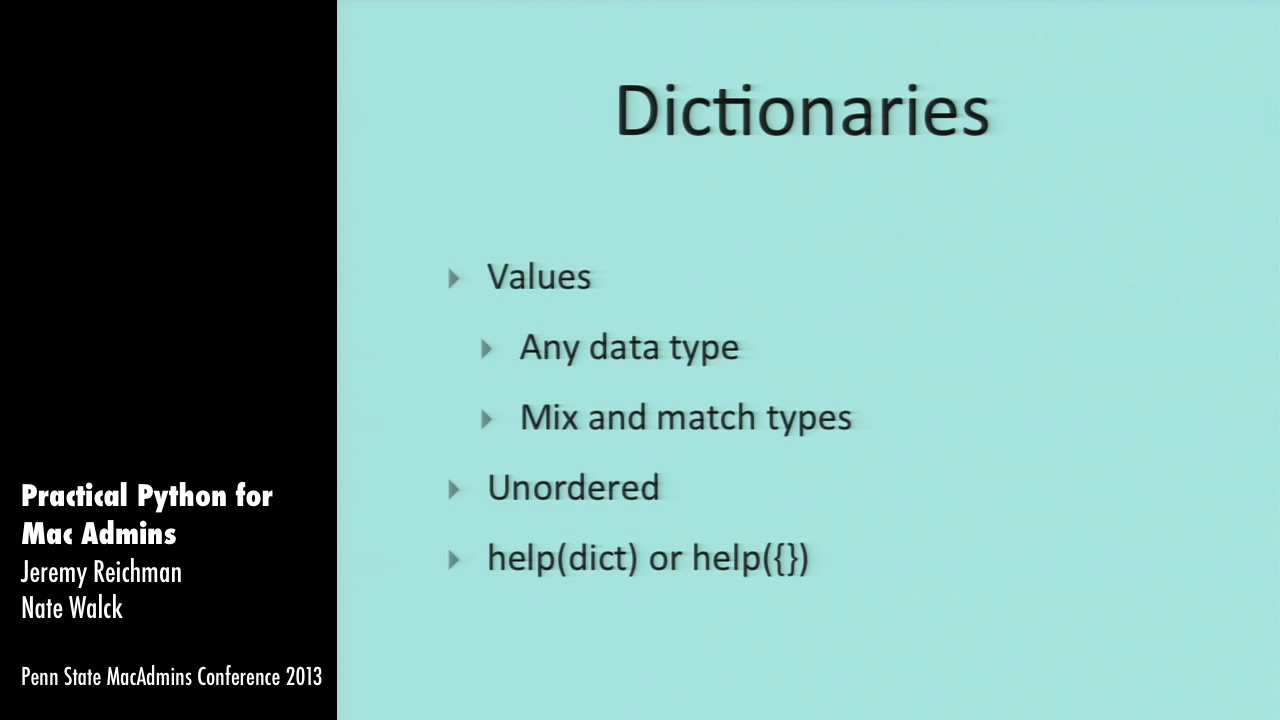 Dictionaries
Values
Any data type
Mix and match types
Unordered
help(dict) or help({})
Practical Python for
Mac Admins
Jeremy Reichman
Nate Walck
Penn State MacAdmins Conference 2013